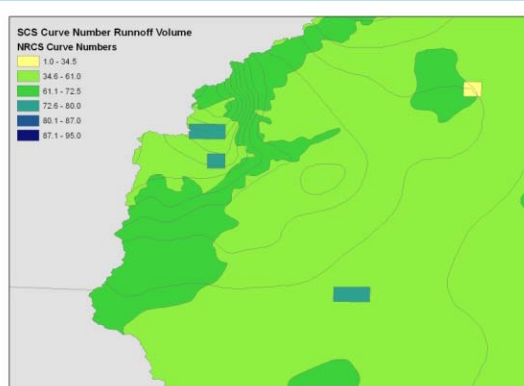 SCS Curve Number Runnoff Volume
NRCS Curve Numbers
1.0 - 34.5
34.6 - 61.0
61.1 - 72.5
72.6 - 80.0
80.1 - 87.0
87.1 - 95.0